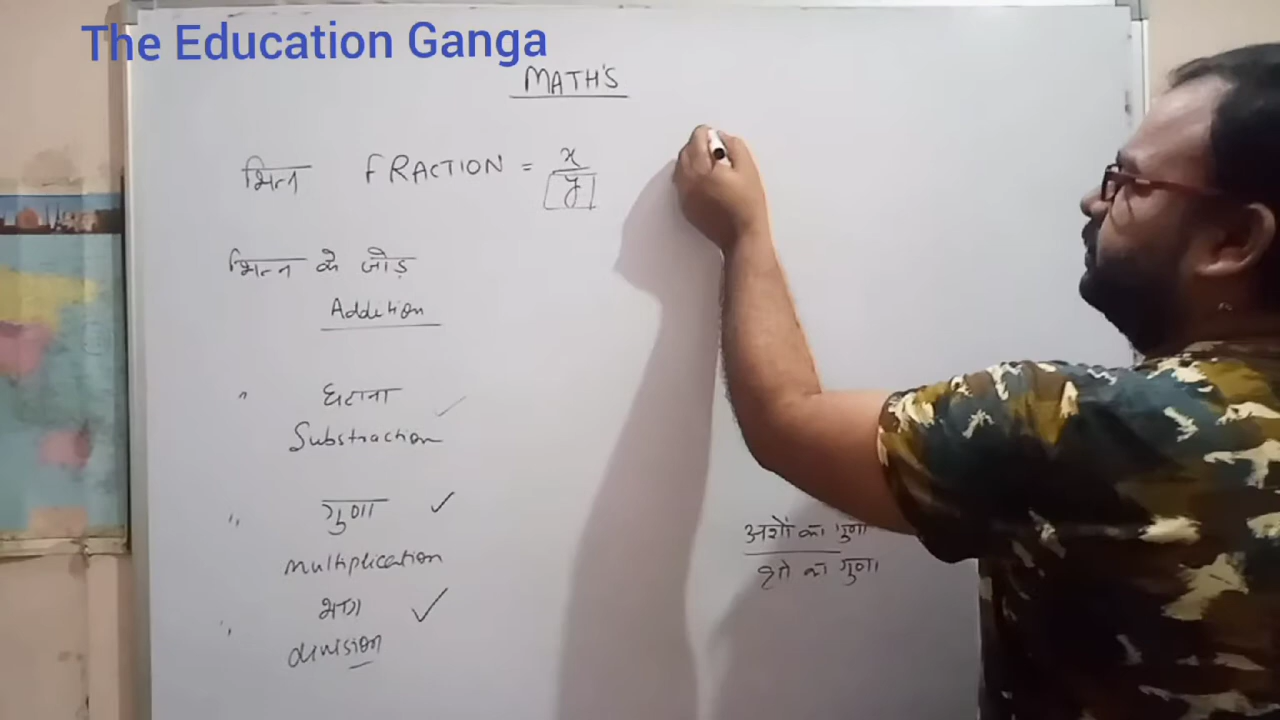 The Education Ganga
MATH'S
भिन्न FRACTION = x/y
भिन्न के जोड़
Addition
" घटाना ✓
Substraction
" गुणा ✓
multiplication
" भाग ✓
division
अंशों का गुणा
हरो का गुणा